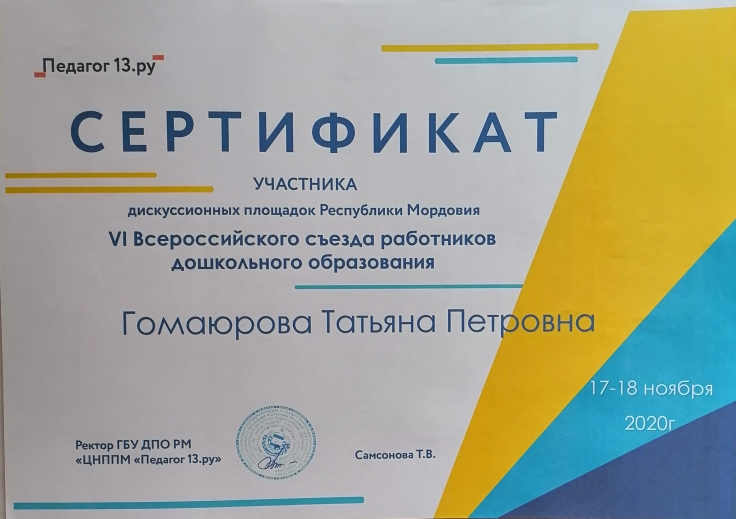 Педагог 13.ру
СЕРТИФИКАТ
УЧАСТНИКА
дискуссионных площадок Республики Мордовия
VI Всероссийского съезда работников
дошкольного образования
Гомаюрова Татьяна Петровна
17-18 ноября
2020г
Ректор ГБУ ДПО РМ
«ЦНППМ «Педагог 13.ру»
Самсонова Т.В.